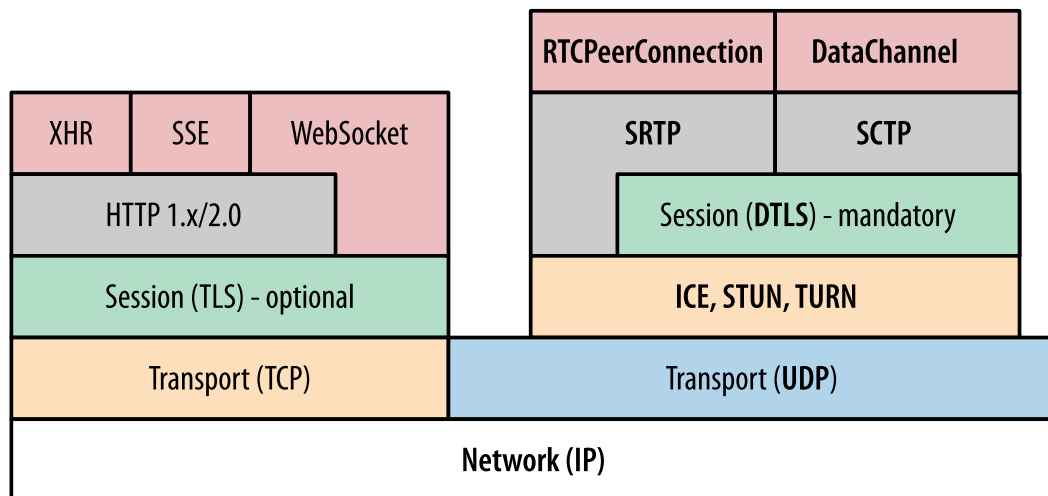 RTCPeerConnection
DataChannel
XHR
SSE
WebSocket
SRTP
SCTP
HTTP 1.x/2.0
Session (DTLS) - mandatory
Session (TLS) - optional
ICE, STUN, TURN
Transport (TCP)
Transport (UDP)
Network (IP)